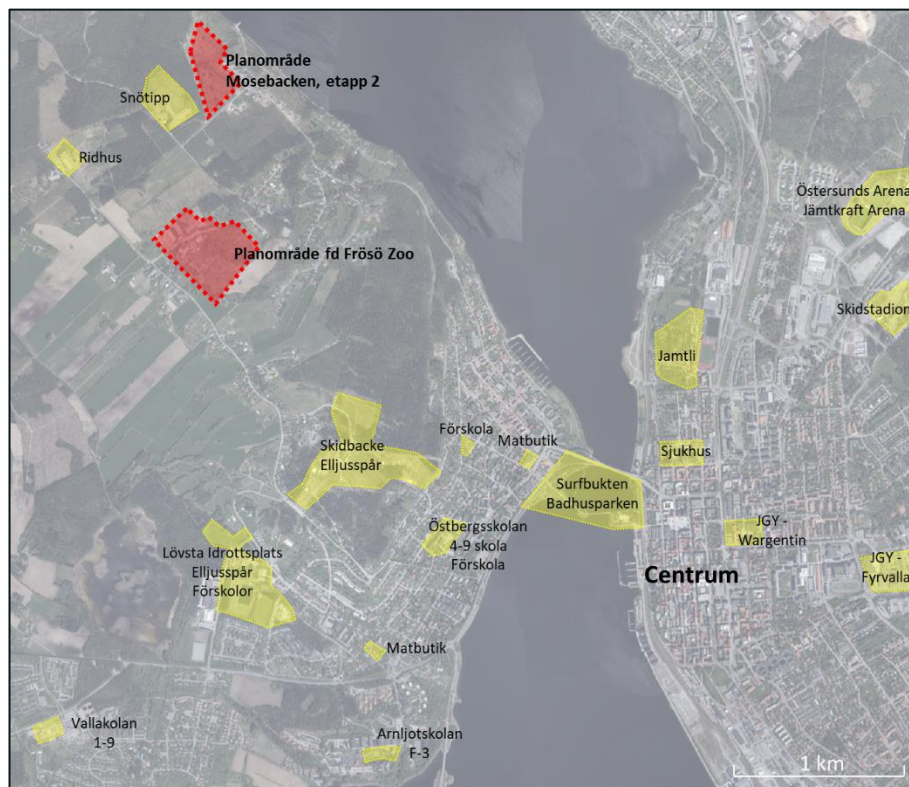 Planområde
Mosebacken, etapp 2
Snötipp
Ridhus
Östersunds Arena
Jämtkraft Arena
Planområde fd Frösö Zoo
Skidstadion
Jamtli
Skidbacke
Elljusspår
Förskola
Matbutik
Sjukhus
Surfbukten
Badhusparken
Östbergsskolan
4-9 skola
Förskola
JGY -
Wargentin
Lövsta Idrottsplats
Elljusspår
Förskolor
Centrum
JGY -
Fyrvalla
Matbutik
Vallakolan
1-9
Arnljotskolan
F-3
1 km